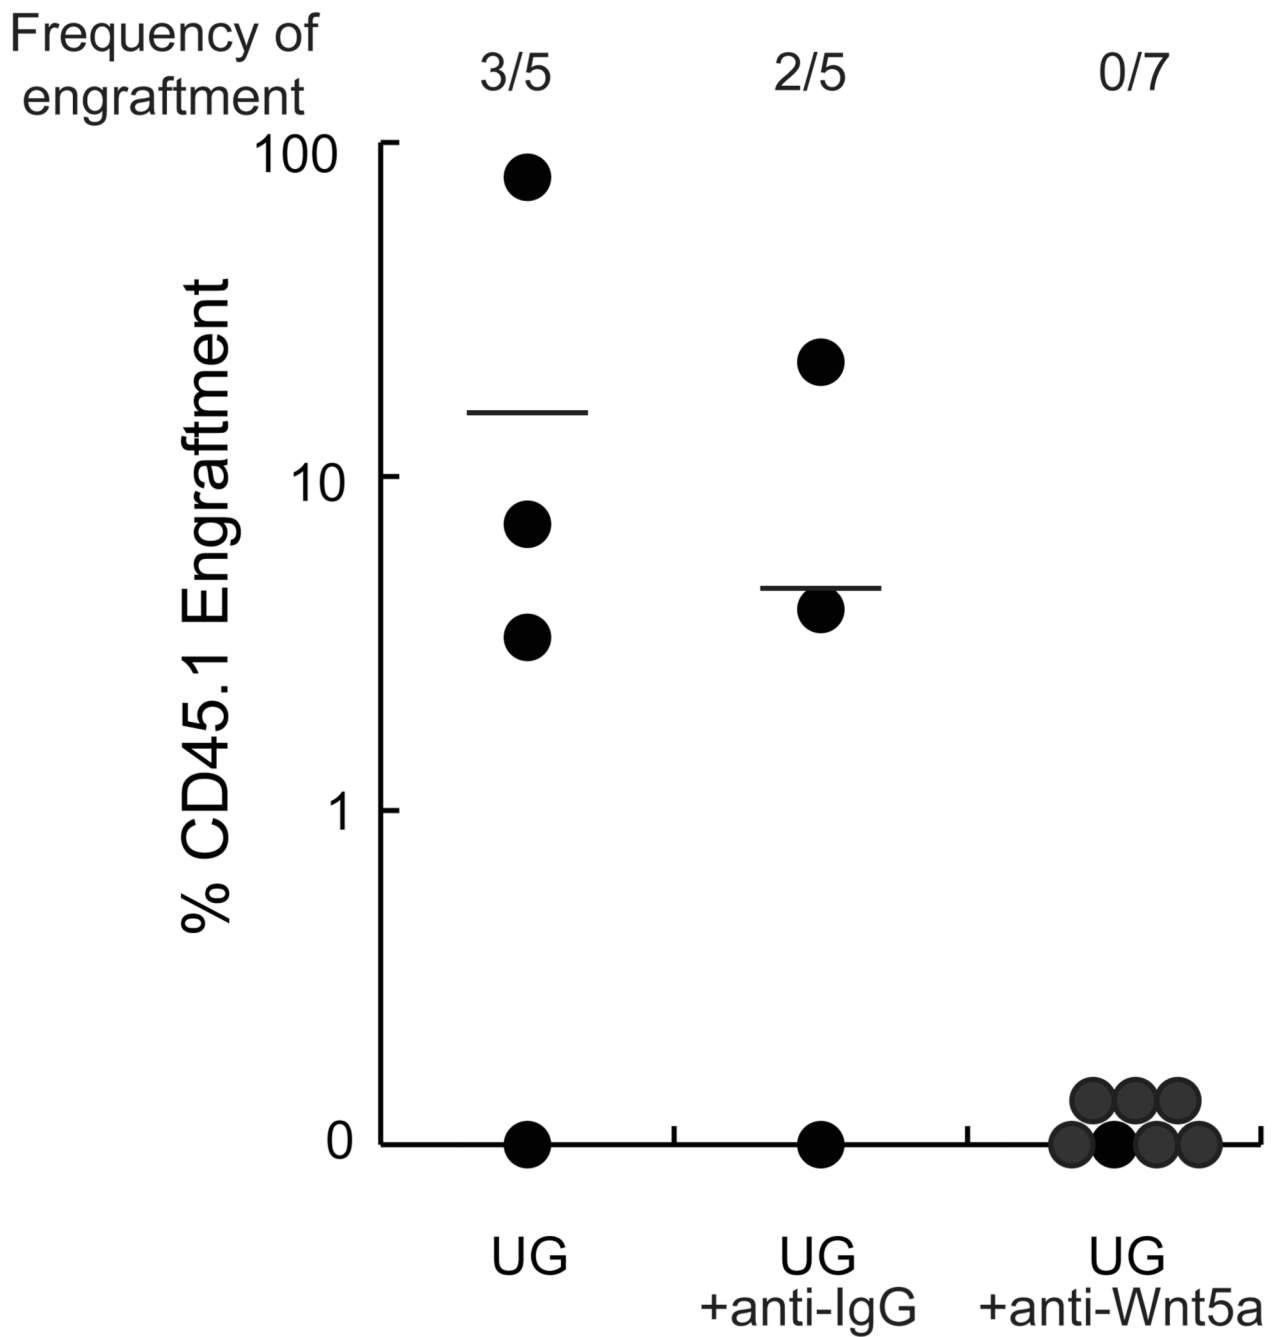 Frequency of
engraftment
3/5
2/5
0/7
100
10
1
0
% CD45.1 Engraftment
UG
UG
+anti-IgG
UG
+anti-Wnt5a